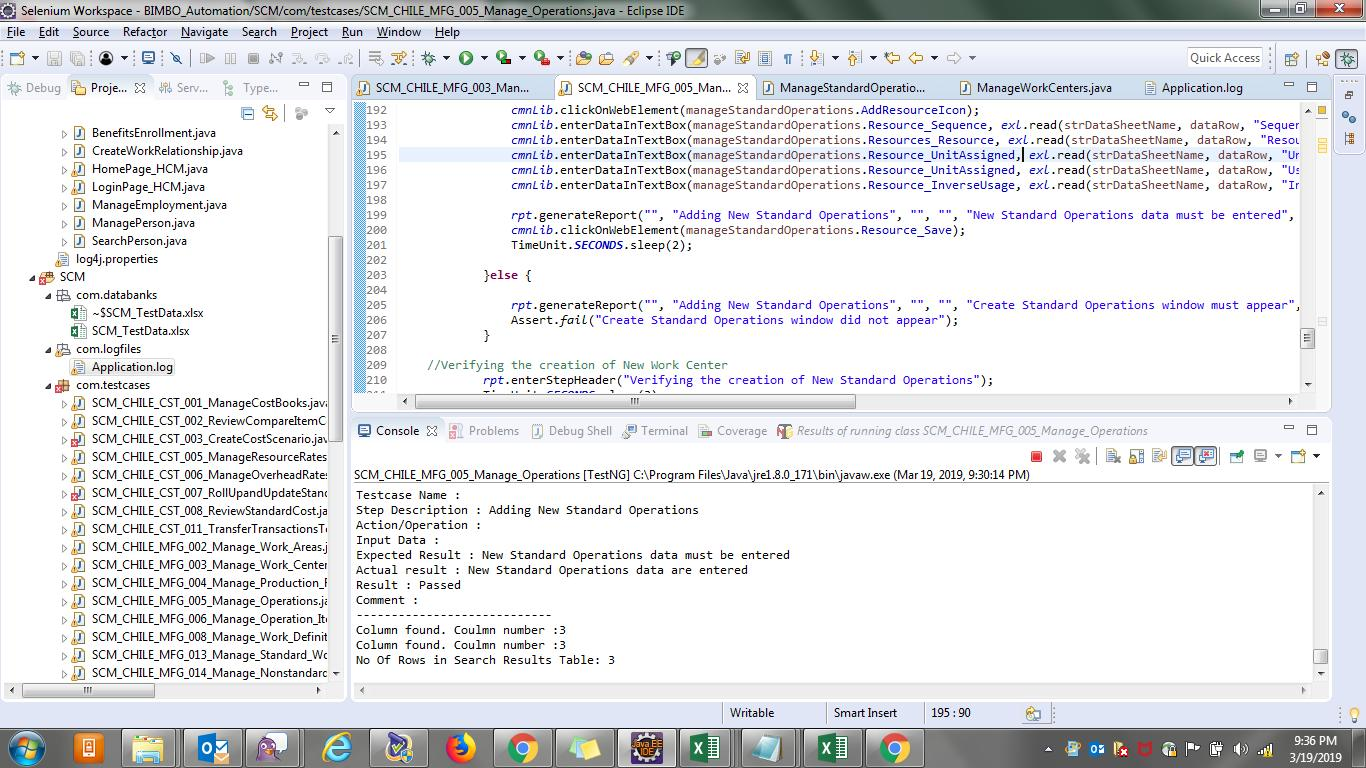 Selenium Workspace - BIMBO_Automation/SCM/com/testcases/SCM_CHILE_MFG_005_Manage_Operations.java - Eclipse IDE
File Edit Source Refactor Navigate Search Project Run Window Help
Quick Access
Debug Proje... Serv... Type...
BenefitsEnrollment.java
CreateWorkRelationship.java
HomePage_HCM.java
LoginPage_HCM.java
ManageEmployment.java
ManagePerson.java
SearchPerson.java
log4j.properties
SCM
com.databanks
~$SCM_TestData.xlsx
SCM_TestData.xlsx
com.logfiles
Application.log
com.testcases
SCM_CHILE_CST_001_ManageCostBooks.java
SCM_CHILE_CST_002_ReviewCompareItemC
SCM_CHILE_CST_003_CreateCostScenario.jav
SCM_CHILE_CST_005_ManageResourceRates
SCM_CHILE_CST_006_ManageOverheadRate
SCM_CHILE_CST_007_RollUpandUpdateStan
SCM_CHILE_CST_008_ReviewStandardCost.ja
SCM_CHILE_CST_011_TransferTransactionsT
SCM_CHILE_MFG_002_Manage_Work_Areas.j
SCM_CHILE_MFG_003_Manage_Work_Center
SCM_CHILE_MFG_004_Manage_Production_
SCM_CHILE_MFG_005_Manage_Operations.ja
SCM_CHILE_MFG_006_Manage_Operation_It
SCM_CHILE_MFG_008_Manage_Work_Definit
SCM_CHILE_MFG_013_Manage_Standard_Wo
SCM_CHILE_MFG_014_Manage_Nonstandard
SCM_CHILE_MFG_003_Man... SCM_CHILE_MFG_005_Man... ManageStandardOperatio... ManageWorkCenters.java Application.log
192 cmnLib.clickOnWebElement(manageStandardOperations.AddResourceIcon);
193 cmnLib.enterDataInTextBox(manageStandardOperations.Resource_Sequence, exl.read(strDataSheetName, dataRow, "Sequen
194 cmnLib.enterDataInTextBox(manageStandardOperations.Resources_Resource, exl.read(strDataSheetName, dataRow, "Resou
195 cmnLib.enterDataInTextBox(manageStandardOperations.Resource_UnitAssigned, exl.read(strDataSheetName, dataRow, "Un
196 cmnLib.enterDataInTextBox(manageStandardOperations.Resource_UnitAssigned, exl.read(strDataSheetName, dataRow, "Us
197 cmnLib.enterDataInTextBox(manageStandardOperations.Resource_InverseUsage, exl.read(strDataSheetName, dataRow, "In
198
199 rpt.generateReport("", "Adding New Standard Operations", "", "", "New Standard Operations data must be entered",
200 cmnLib.clickOnWebElement(manageStandardOperations.Resource_Save);
201 TimeUnit.SECONDS.sleep(2);
202
203 }else {
204
205 rpt.generateReport("", "Adding New Standard Operations", "", "", "Create Standard Operations window must appear",
206 Assert.fail("Create Standard Operations window did not appear");
207 }
208
209 //Verifying the creation of New Work Center
210 rpt.enterStepHeader("Verifying the creation of New Standard Operations");
Console Problems Debug Shell Terminal Coverage Results of running class SCM_CHILE_MFG_005_Manage_Operations
SCM_CHILE_MFG_005_Manage_Operations [TestNG] C:\Program Files\Java\jre1.8.0_171\bin\javaw.exe (Mar 19, 2019, 9:30:14 PM)
Testcase Name :
Step Description : Adding New Standard Operations
Action/Operation :
Input Data :
Expected Result : New Standard Operations data must be entered
Actual result : New Standard Operations data are entered
Result : Passed
Comment :
----------------------------
Column found. Coulmn number :3
Column found. Coulmn number :3
No Of Rows in Search Results Table: 3
Writable Smart Insert 195 : 90
Java EE
IDE
9:36 PM
3/19/2019